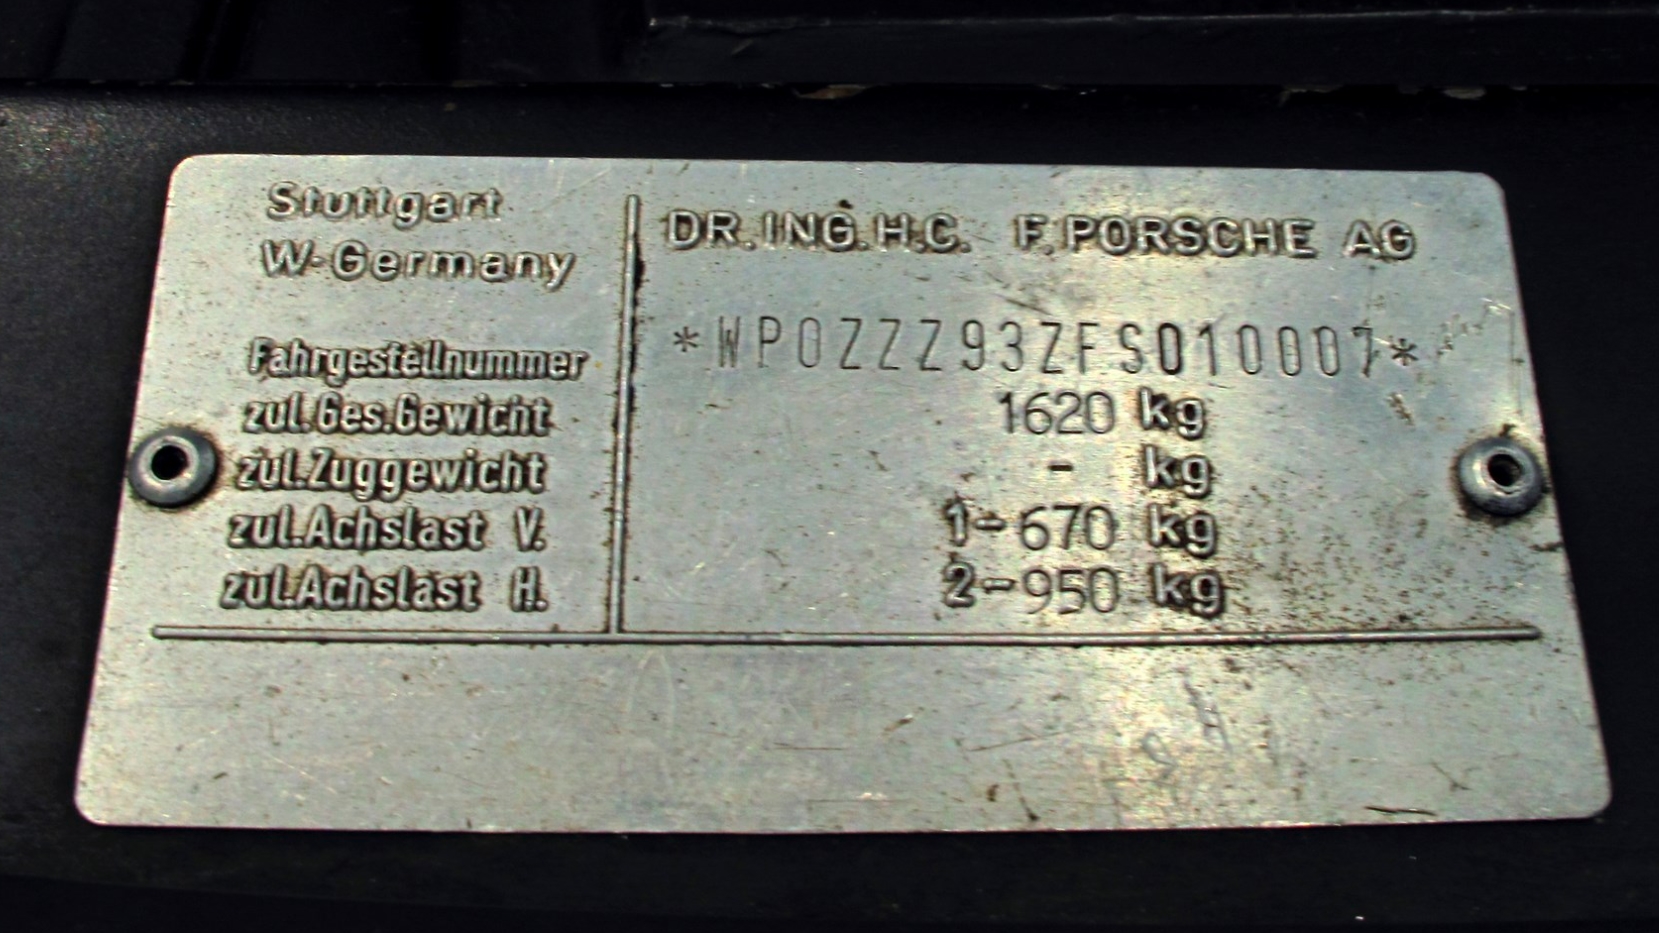 Stuttgart
W-Germany
DR.ING.H.C. F.PORSCHE AG
Fahrgestellnummer *WP0ZZZ93ZFS010007*
zul.Ges.Gewicht 1620 kg
zul.Zuggewicht - kg
zul.Achslast V. 1-670 kg
zul.Achslast H. 2-950 kg